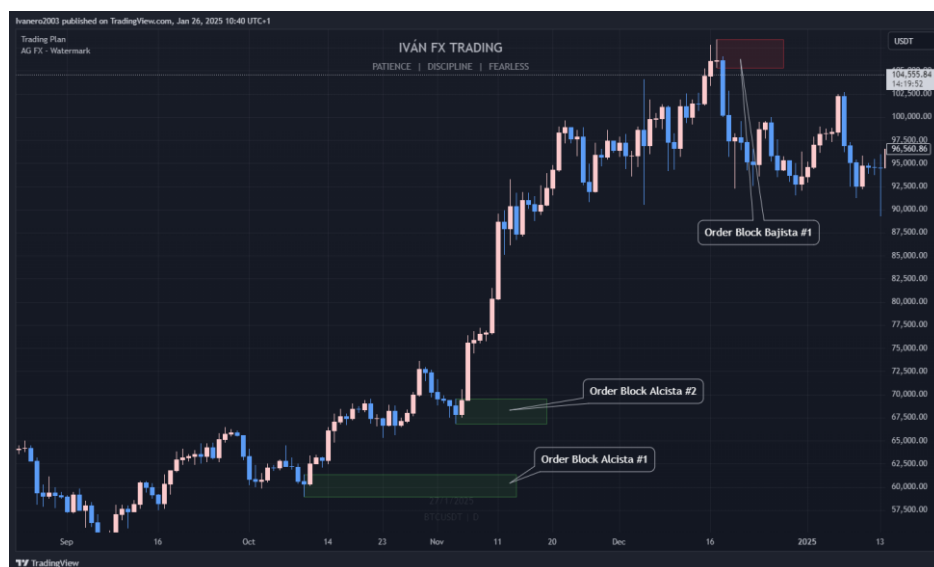 Ivanero2003 published on TradingView.com, Jan 26, 2025 10:40 UTC+1
Trading Plan
AG FX - Watermark
IVÁN FX TRADING
PATIENCE | DISCIPLINE | FEARLESS
USDT
104,555.84
14:19:52
102,500.00
100,000.00
97,500.00
96,560.86
95,000.00
92,500.00
90,000.00
Order Block Bajista #1
87,500.00
85,000.00
82,500.00
80,000.00
77,500.00
75,000.00
72,500.00
Order Block Alcista #2
70,000.00
67,500.00
65,000.00
Order Block Alcista #1
62,500.00
60,000.00
57,500.00
BTCUSDT | D
Sep 16 Oct 14 23 Nov 11 20 Dec 16 2025 13
TradingView